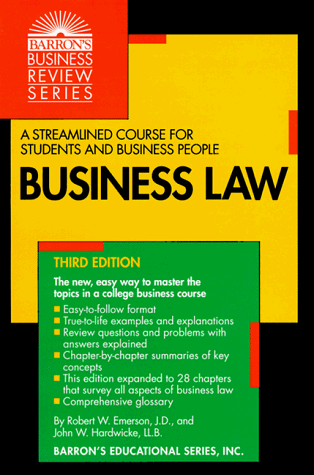 BARRON'S
BUSINESS
REVIEW
SERIES
A STREAMLINED COURSE FOR
STUDENTS AND BUSINESS PEOPLE
BUSINESS LAW
THIRD EDITION
The new, easy way to master the
topics in a college business course
Easy-to-follow format
True-to-life examples and explanations
Review questions and problems with
answers explained
Chapter-by-chapter summaries of key
concepts
This edition expanded to 28 chapters
that survey all aspects of business law
Comprehensive glossary
By Robert W. Emerson, J.D., and
John W. Hardwicke, LL.B.
BARRON'S EDUCATIONAL SERIES, INC.